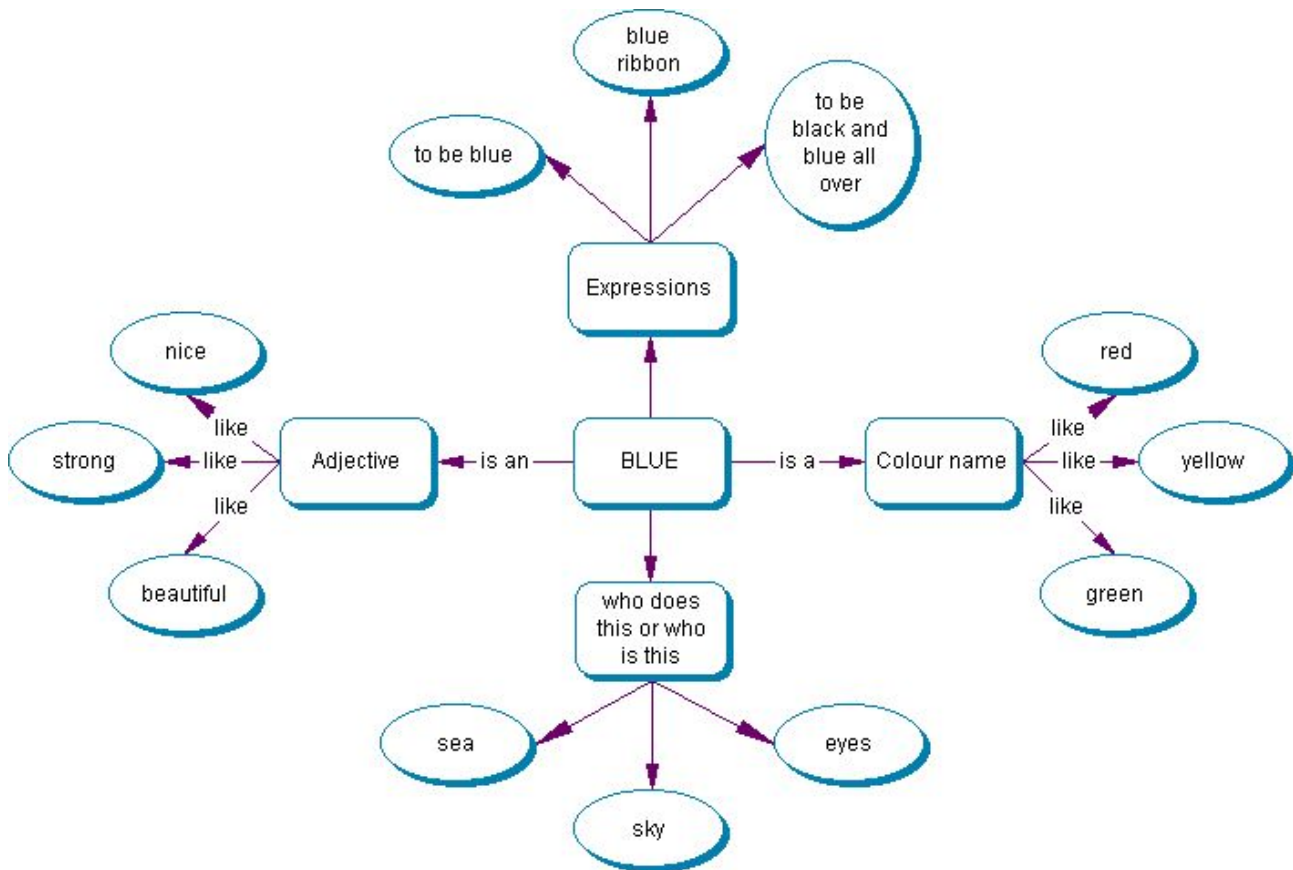 blue
ribbon
to be
black and
blue all
over
to be blue
Expressions
nice
red
like
like
strong
like
Adjective
is an
BLUE
is a
Colour name
like
yellow
like
like
beautiful
green
who does
this or who
is this
sea
eyes
sky